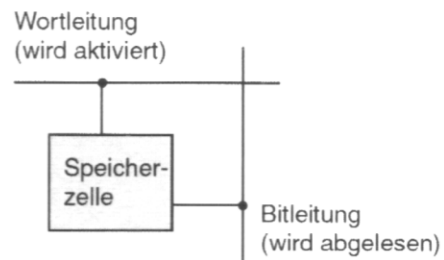 Wortleitung
(wird aktiviert)
Speicher-
zelle
Bitleitung
(wird abgelesen)